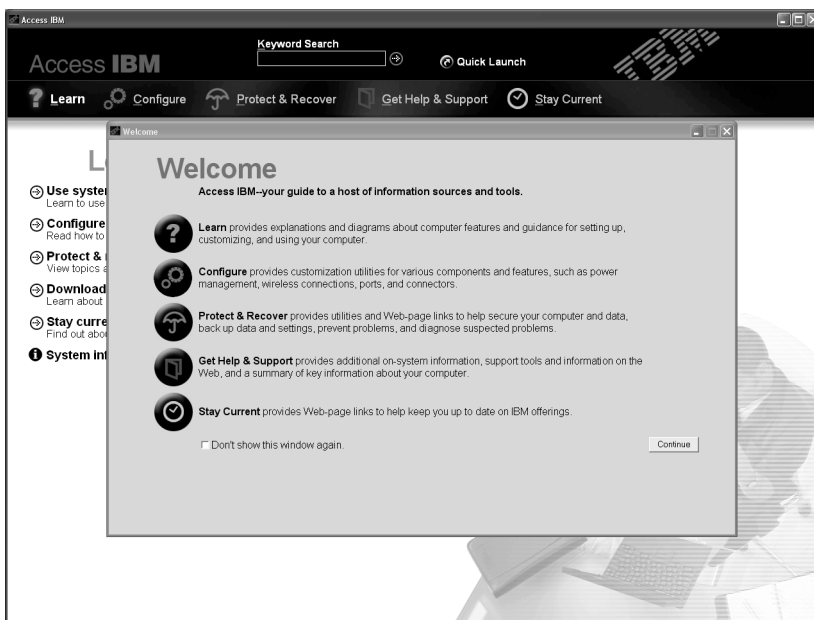 Access IBM
Keyword Search
Access IBM
Quick Launch
IBM
? Learn
Configure
Protect & Recover
Get Help & Support
Stay Current
Welcome
Use
Learn to use
Configure
Read how to
Protect &
View topics
Download
Learn about
Stay
Find out
System
Welcome
Access IBM--your guide to a host of information sources and tools.
? Learn provides explanations and diagrams about computer features and guidance for setting up,
customizing, and using your computer.
Configure provides customization utilities for various components and features, such as power
management, wireless connections, ports, and connectors.
Protect & Recover provides utilities and Web-page links to help secure your computer and data,
back up data and settings, prevent problems, and diagnose suspected problems.
Get Help & Support provides additional on-system information, support tools and information on the
Web, and a summary of key information about your computer.
Stay Current provides Web-page links to help keep you up to date on IBM offerings.
Don't show this window again.
Continue